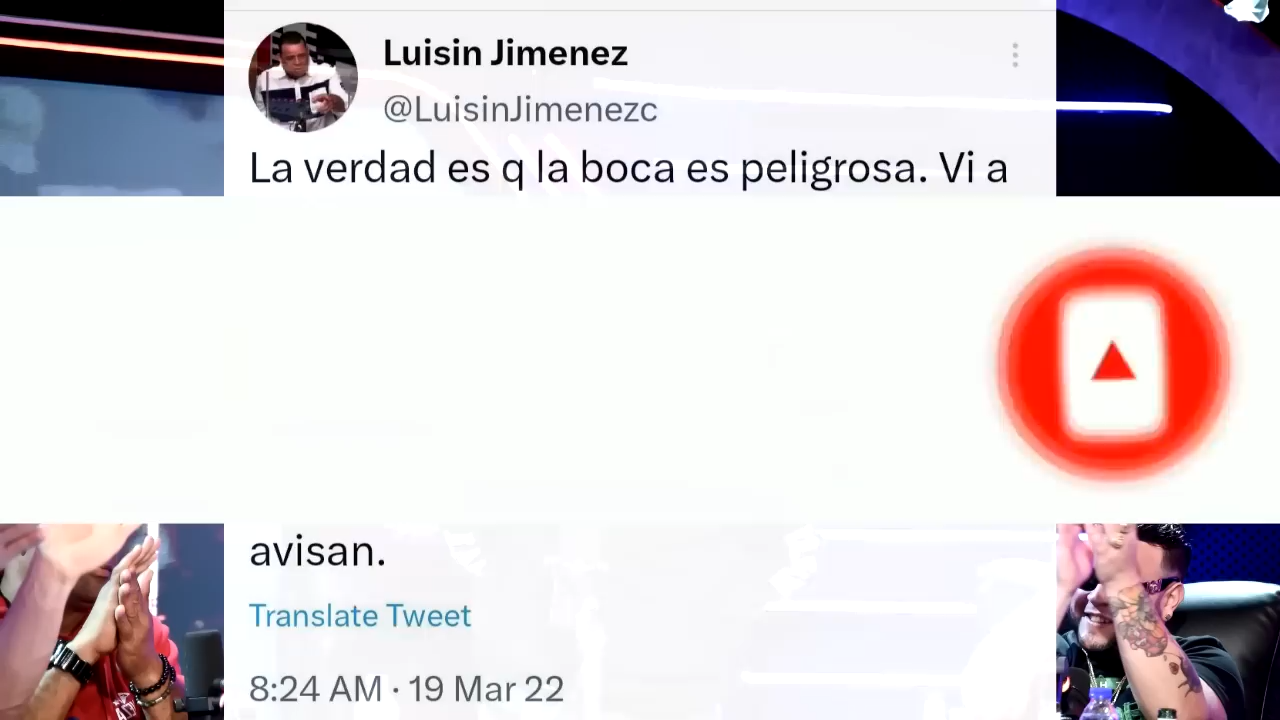 Luisin Jimenez
@LuisinJimenezc
La verdad es q la boca es peligrosa. Vi a
avisan.
Translate Tweet
8:24 AM · 19 Mar 22